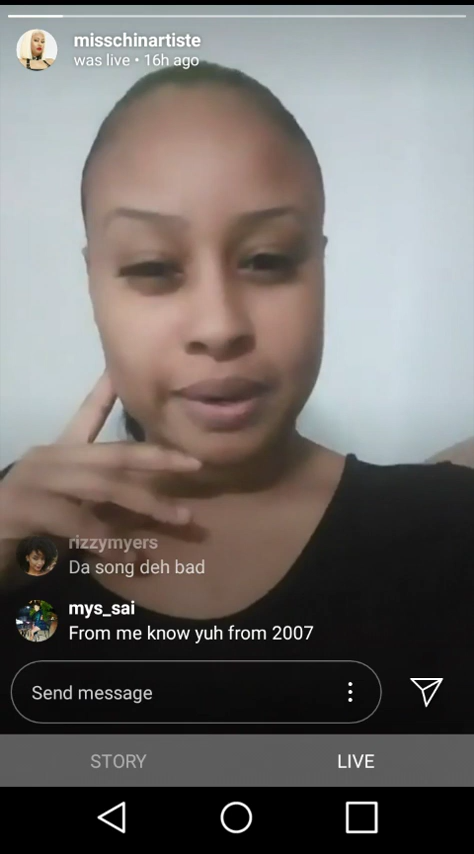 misschinartiste
was live • 16h ago
rizzymyers
Da song deh bad
mys_sai
From me know yuh from 2007
Send message
STORY
LIVE